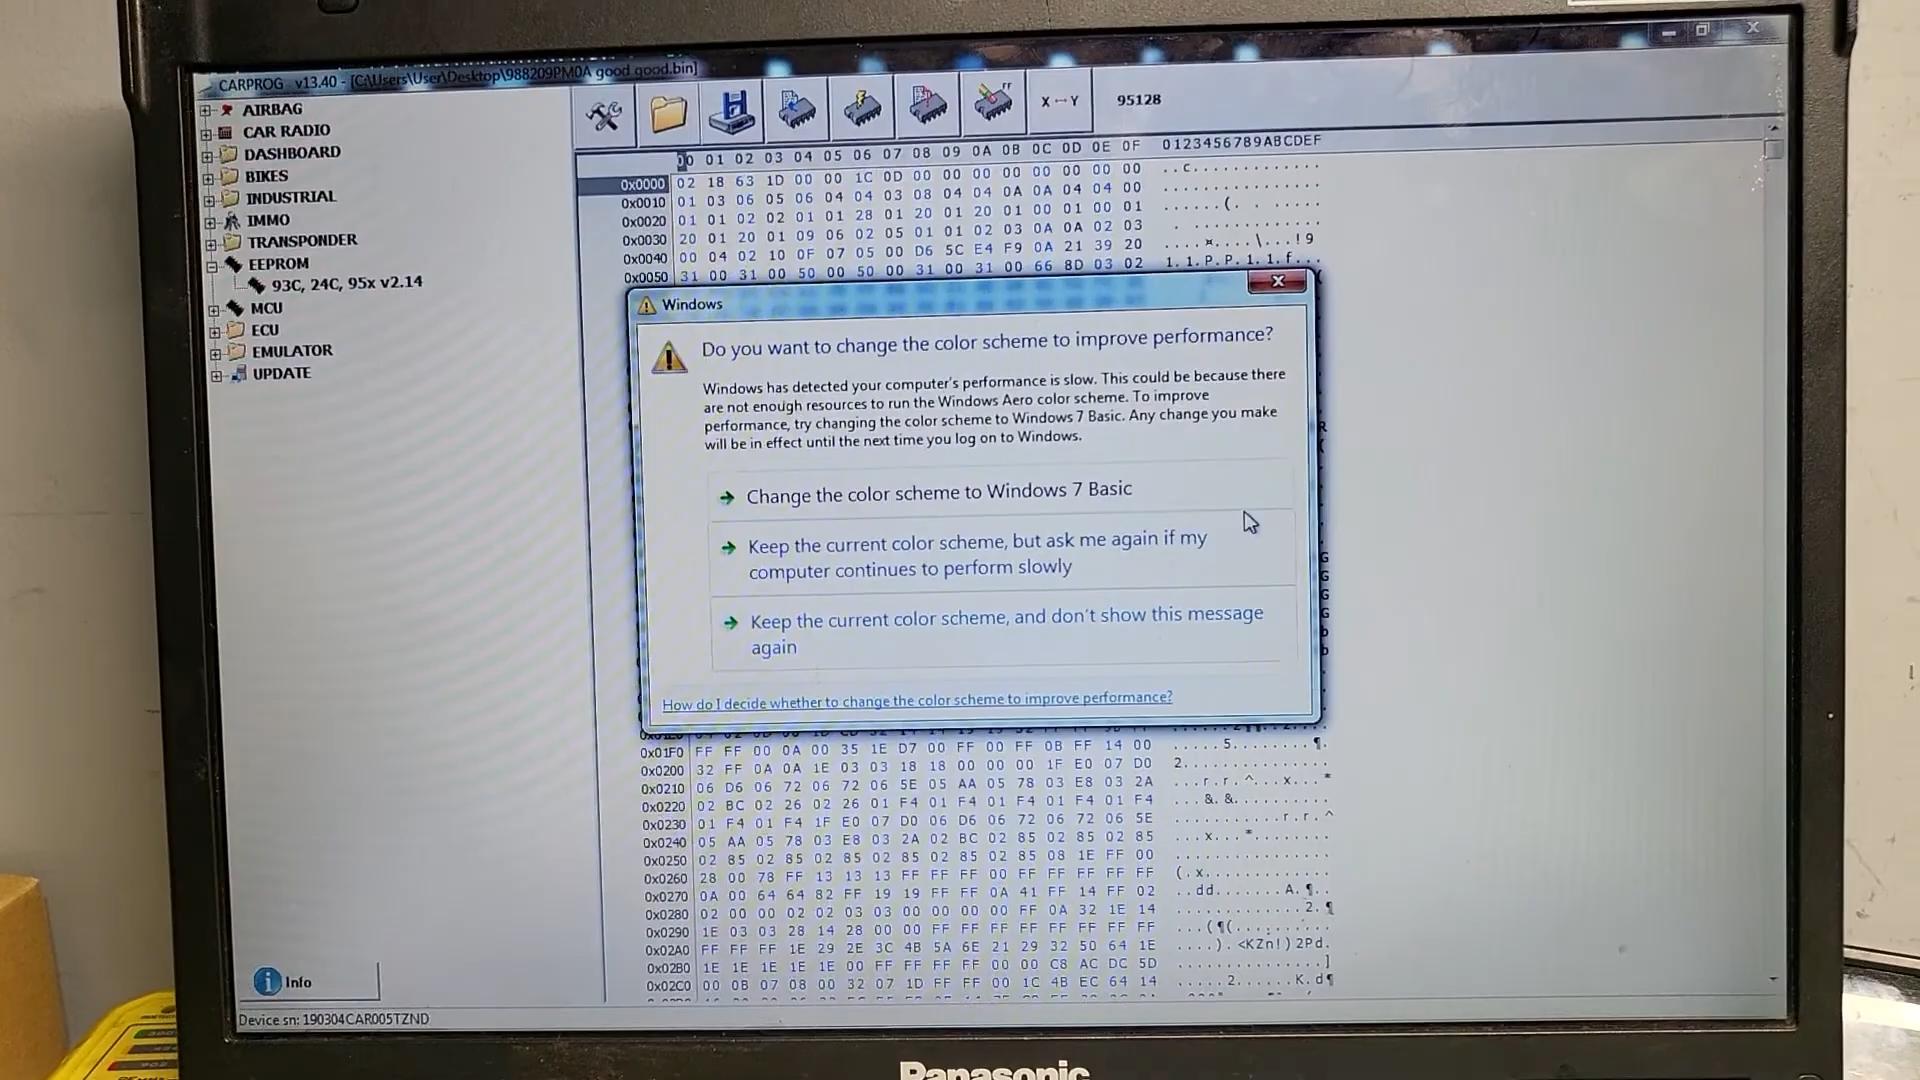 CARPROG v13.40 - [C:\Users\User\Desktop\988209PM0A good good.bin]
AIRBAG
CAR RADIO
DASHBOARD
BIKES
INDUSTRIAL
IMMO
TRANSPONDER
EEPROM
93C, 24C, 95x v2.14
MCU
ECU
EMULATOR
UPDATE
FF
X Y
95128
00 01 02 03 04 05 06 07 08 09 0A 0B 0C 0D 0E 0F 0123456789ABCDEF
0x0000 02 18 63 1D 00 00 1C 0D 00 00 00 00 00 00 00 00 ..c.............
0x0010 01 03 06 05 06 04 04 03 08 04 04 0A 0A 04 04 00
0x0020 01 01 02 02 01 01 28 01 20 01 20 01 00 01 00 01
0x0030 20 01 20 01 09 06 02 05 01 01 02 03 0A 0A 02 03
0x0040 00 04 02 10 0F 07 05 00 D6 5C E4 F9 0A 21 39 20
0x0050 31 00 31 00 50 00 50 00 31 00 31 00 66 8D 03 02 1.1.P.P.1.1.f...
Windows
Do you want to change the color scheme to improve performance?
Windows has detected your computer's performance is slow. This could be because there
are not enough resources to run the Windows Aero color scheme. To improve
performance, try changing the color scheme to Windows 7 Basic. Any change you make
will be in effect until the next time you log on to Windows.
Change the color scheme to Windows 7 Basic
Keep the current color scheme, but ask me again if my
computer continues to perform slowly
Keep the current color scheme, and don't show this message
again
How do I decide whether to change the color scheme to improve performance?
0x01F0 FF FF 00 0A 00 35 1E D7 00 FF 00 FF 0B FF 14 00
0x0200 32 FF 0A 0A 1E 03 03 18 18 00 00 00 1F E0 07 D0
0x0210 06 D6 06 72 06 72 06 5E 05 AA 05 78 03 E8 03 2A
0x0220 02 BC 02 26 02 26 01 F4 01 F4 01 F4 01 F4 01 F4
0x0230 01 F4 01 F4 1F E0 07 D0 06 D6 06 72 06 72 06 5E
0x0240 05 AA 05 78 03 E8 03 2A 02 BC 02 85 02 85 02 85
0x0250 02 85 02 85 02 85 02 85 02 85 02 85 08 1E FF 00
0x0260 28 00 78 FF 13 13 13 FF FF FF 00 FF FF FF FF FF
0x0270 0A 00 64 64 82 FF 19 19 FF FF 0A 41 FF 14 FF 02
0x0280 02 00 00 02 02 03 03 00 00 00 00 FF 0A 32 1E 14
0x0290 1E 03 03 28 14 28 00 00 FF FF FF FF FF FF FF FF
0x02A0 FF FF FF 1E 29 2E 3C 4B 5A 6E 21 29 32 50 64 1E
0x02B0 1E 1E 1E 1E 1E 00 FF FF FF FF 00 00 C8 AC DC 5D
0x02C0 00 0B 07 08 00 32 07 1D FF FF 00 1C 4B EC 64 14
Info
Device sn: 190304CAR005TZND
Panasonic